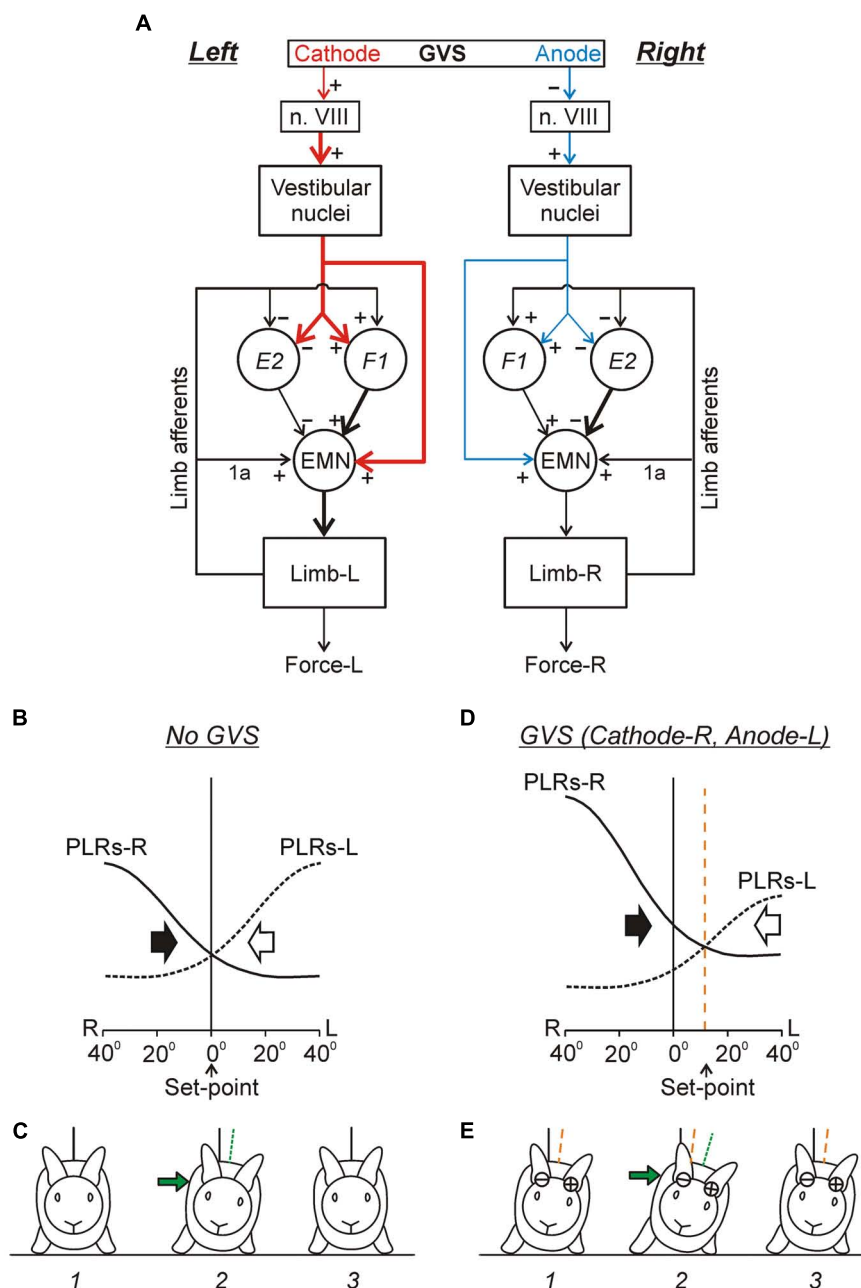 A
Left Cathode GVS Anode Right
+ –
n. VIII n. VIII
+ +
Vestibular nuclei Vestibular nuclei
– + + –
– + + –
E2 F1 F1 E2
– + + –
Limb afferents Limb afferents
EMN EMN
1a + + + + 1a
Limb-L Limb-R
Force-L Force-R
B
No GVS
PLRs-R PLRs-L
R L
40⁰ 20⁰ 0⁰ 20⁰ 40⁰
Set-point
D
GVS (Cathode-R, Anode-L)
PLRs-R
PLRs-L
R L
40⁰ 20⁰ 0⁰ 20⁰ 40⁰
Set-point
C
1 2 3
E
– + – + – +
1 2 3